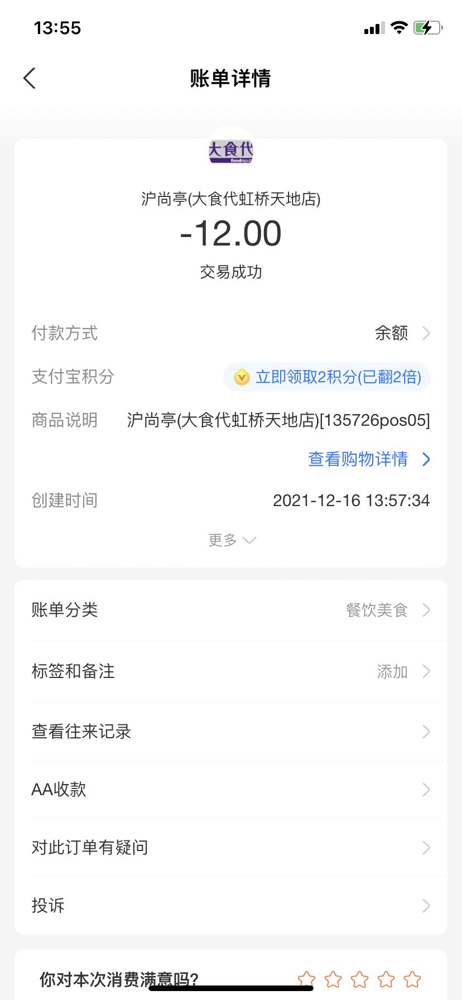 13:55
账单详情
大食代
foodrepub
沪尚亭(大食代虹桥天地店)
-12.00
交易成功
付款方式 余额
支付宝积分 立即领取2积分(已翻2倍)
商品说明 沪尚亭(大食代虹桥天地店)[135726pos05]
查看购物详情
创建时间 2021-12-16 13:57:34
更多
账单分类 餐饮美食
标签和备注 添加
查看往来记录
AA收款
对此订单有疑问
投诉
你对本次消费满意吗?